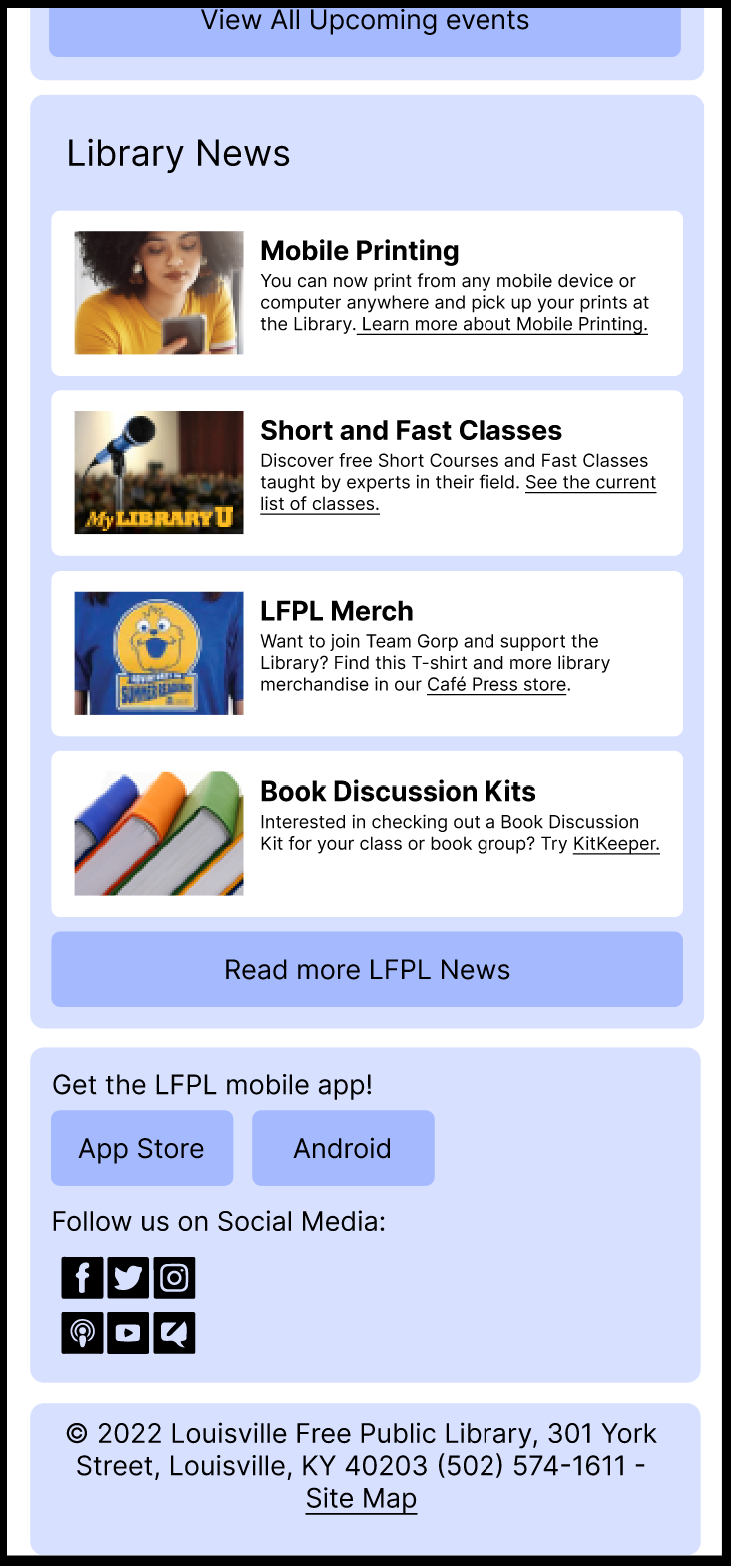 View All Upcoming events
Library News
Mobile Printing
You can now print from any mobile device or
computer anywhere and pick up your prints at
the Library. Learn more about Mobile Printing.
My LIBRARY U
Short and Fast Classes
Discover free Short Courses and Fast Classes
taught by experts in their field. See the current
list of classes.
SUMMER READING
LFPL Merch
Want to join Team Gorp and support the
Library? Find this T-shirt and more library
merchandise in our Café Press store.
Book Discussion Kits
Interested in checking out a Book Discussion
Kit for your class or book group? Try KitKeeper.
Read more LFPL News
Get the LFPL mobile app!
App Store
Android
Follow us on Social Media:
© 2022 Louisville Free Public Library, 301 York
Street, Louisville, KY 40203 (502) 574-1611 -
Site Map